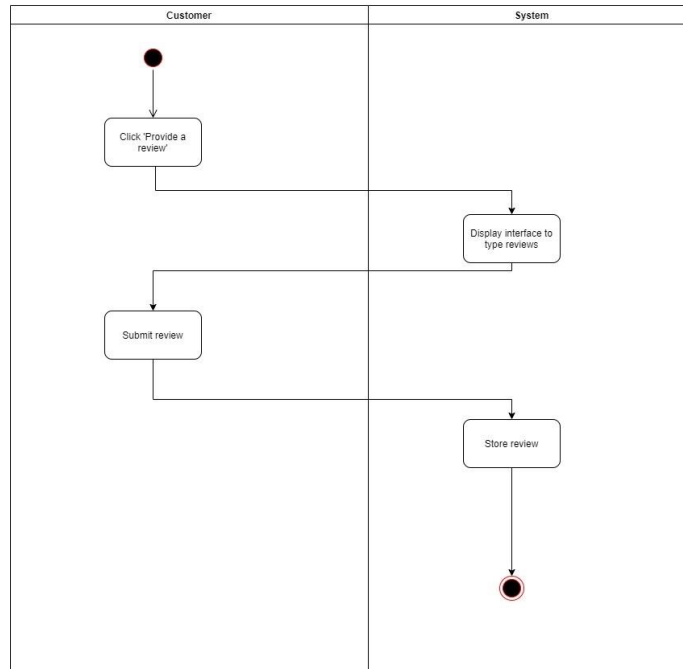 Customer
System
Click 'Provide a
review'
Display interface to
type reviews
Submit review
Store review